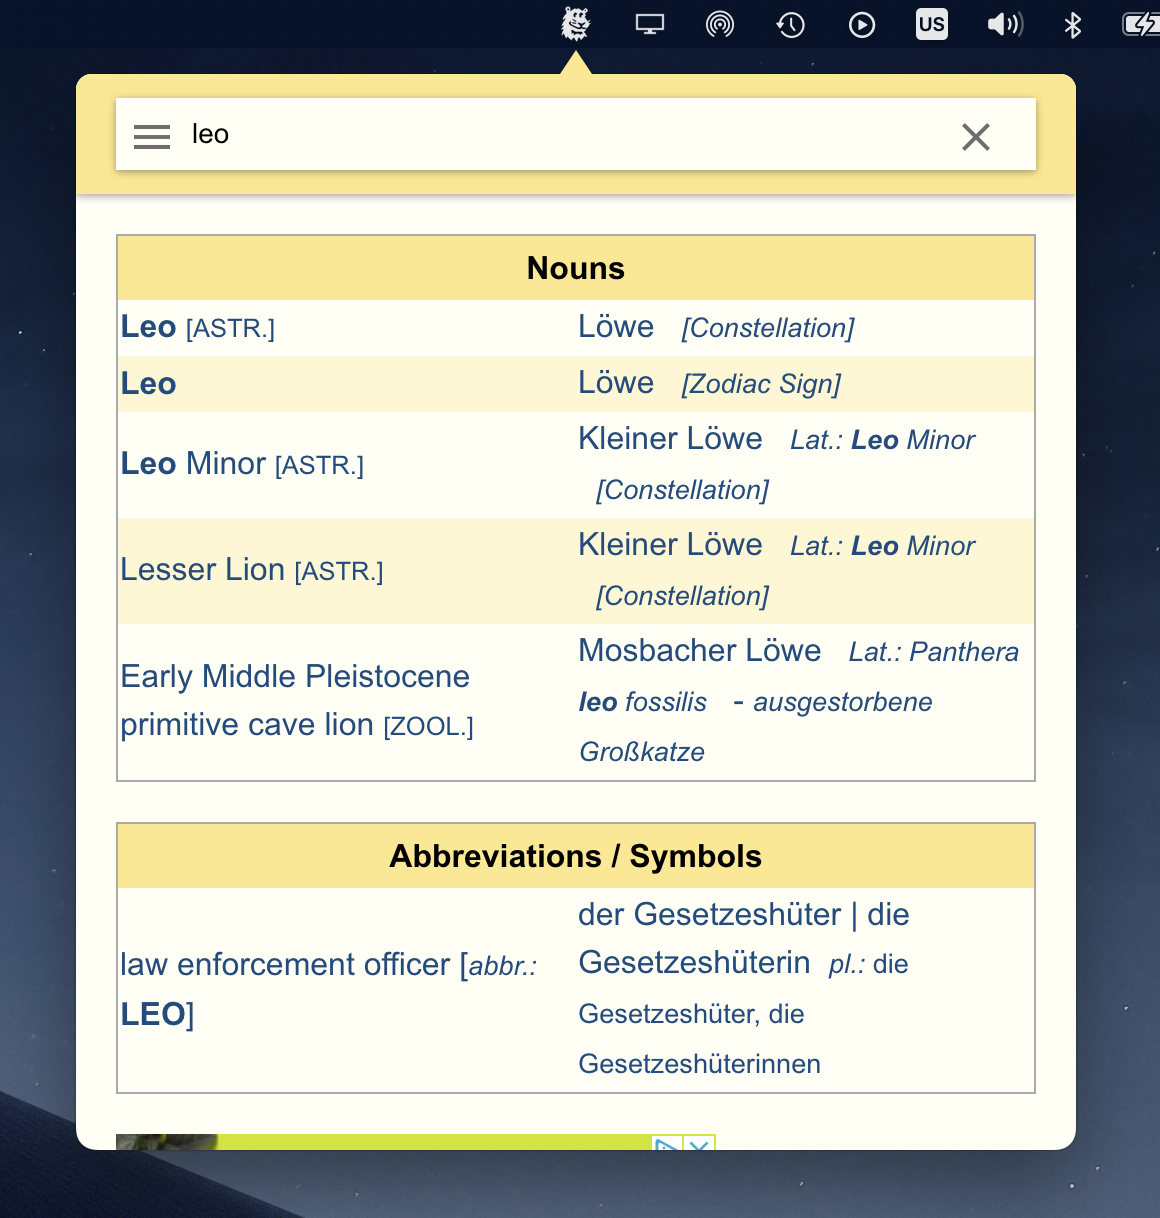 US
leo
Nouns
Leo [ASTR.]
Löwe [Constellation]
Leo
Löwe [Zodiac Sign]
Leo Minor [ASTR.]
Kleiner Löwe Lat.: Leo Minor
[Constellation]
Lesser Lion [ASTR.]
Kleiner Löwe Lat.: Leo Minor
[Constellation]
Early Middle Pleistocene
primitive cave lion [ZOOL.]
Mosbacher Löwe Lat.: Panthera
leo fossilis - ausgestorbene
Großkatze
Abbreviations / Symbols
law enforcement officer [abbr.:
LEO]
der Gesetzeshüter | die
Gesetzeshüterin pl.: die
Gesetzeshüter, die
Gesetzeshüterinnen